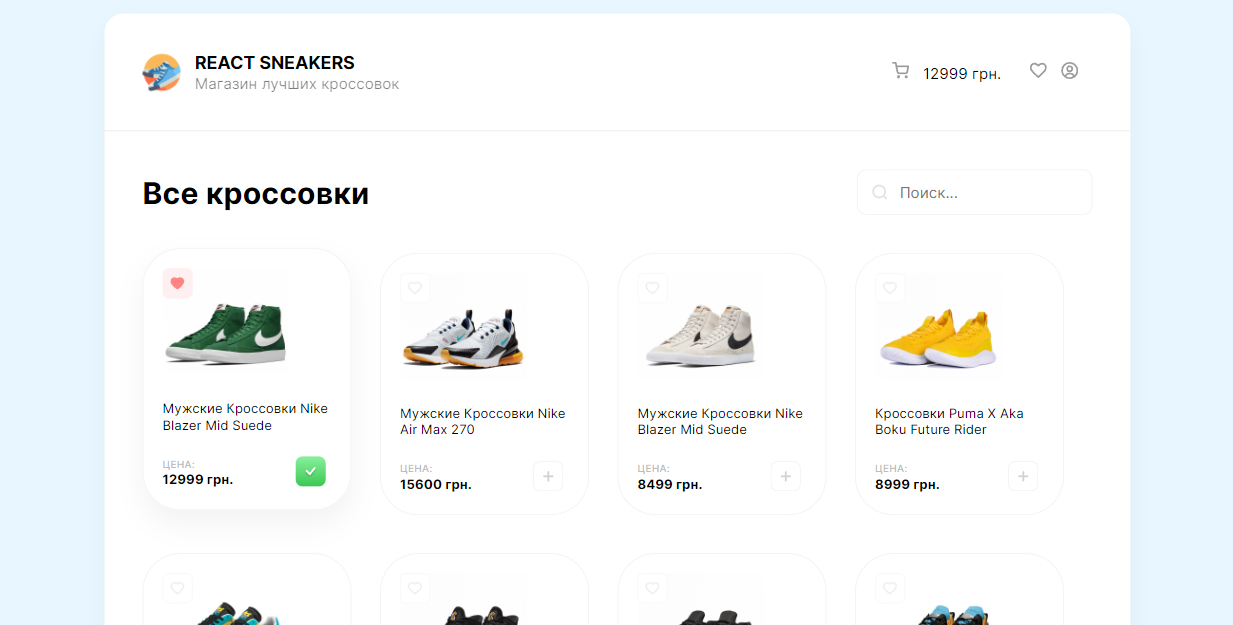 REACT SNEAKERS
Магазин лучших кроссовок
12999 грн.
Все кроссовки
Поиск...
Мужские Кроссовки Nike
Blazer Mid Suede
ЦЕНА:
12999 грн.
Мужские Кроссовки Nike
Air Max 270
ЦЕНА:
15600 грн.
Мужские Кроссовки Nike
Blazer Mid Suede
ЦЕНА:
8499 грн.
Кроссовки Puma X Aka
Boku Future Rider
ЦЕНА:
8999 грн.